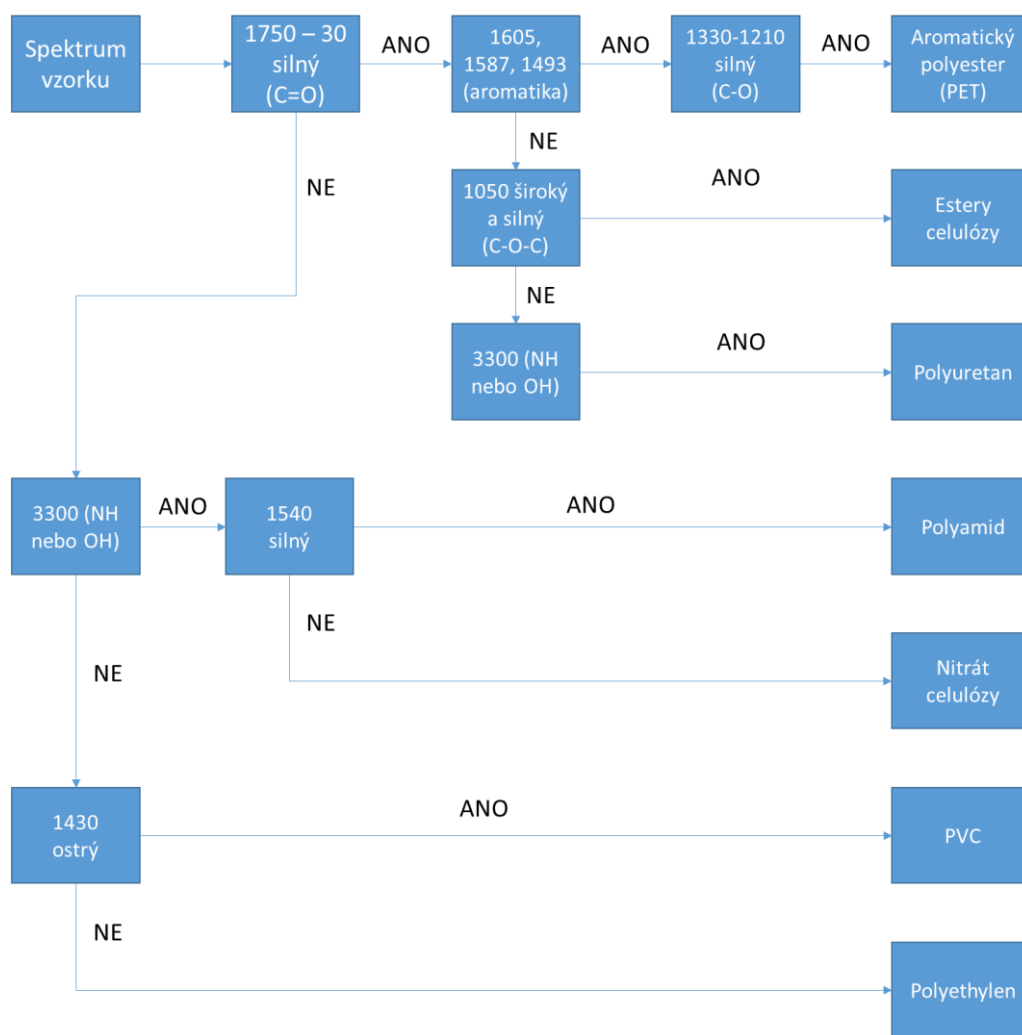 Spektrum
vzorku
1750 – 30
silný
(C=O)
ANO
1605,
1587, 1493
(aromatika)
ANO
1330-1210
silný
(C-O)
ANO
Aromatický
polyester
(PET)
NE
NE
1050 široký
a silný
(C-O-C)
ANO
Estery
celulózy
NE
3300 (NH
nebo OH)
ANO
Polyuretan
3300 (NH
nebo OH)
ANO
1540
silný
ANO
Polyamid
NE
NE
Nitrát
celulózy
1430
ostrý
ANO
PVC
NE
Polyethylen